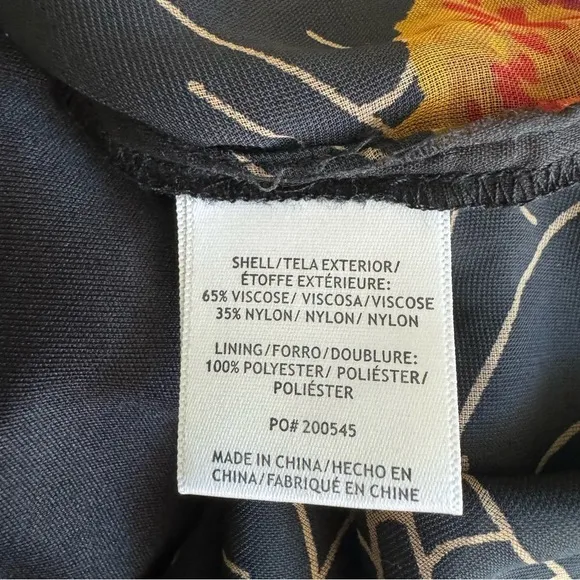 SHELL/TELA EXTERIOR/
ÉTOFFE EXTÉRIEURE:
65% VISCOSE/ VISCOSA/VISCOSE
35% NYLON/ NYLON/ NYLON
LINING/FORRO/DOUBLURE:
100% POLYESTER/ POLIÉSTER/
POLIÉSTER
PO# 200545
MADE IN CHINA/HECHO EN
CHINA/FABRIQUÉ EN CHINE